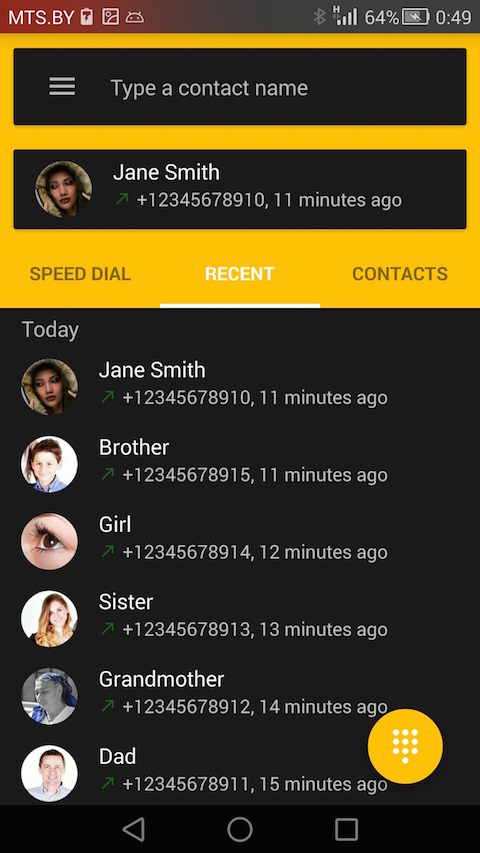 MTS.BY H 64% 0:49
Type a contact name
Jane Smith
+12345678910, 11 minutes ago
SPEED DIAL RECENT CONTACTS
Today
Jane Smith
+12345678910, 11 minutes ago
Brother
+12345678915, 11 minutes ago
Girl
+12345678914, 12 minutes ago
Sister
+12345678913, 13 minutes ago
Grandmother
+12345678912, 14 minutes ago
Dad
+12345678911, 15 minutes ago